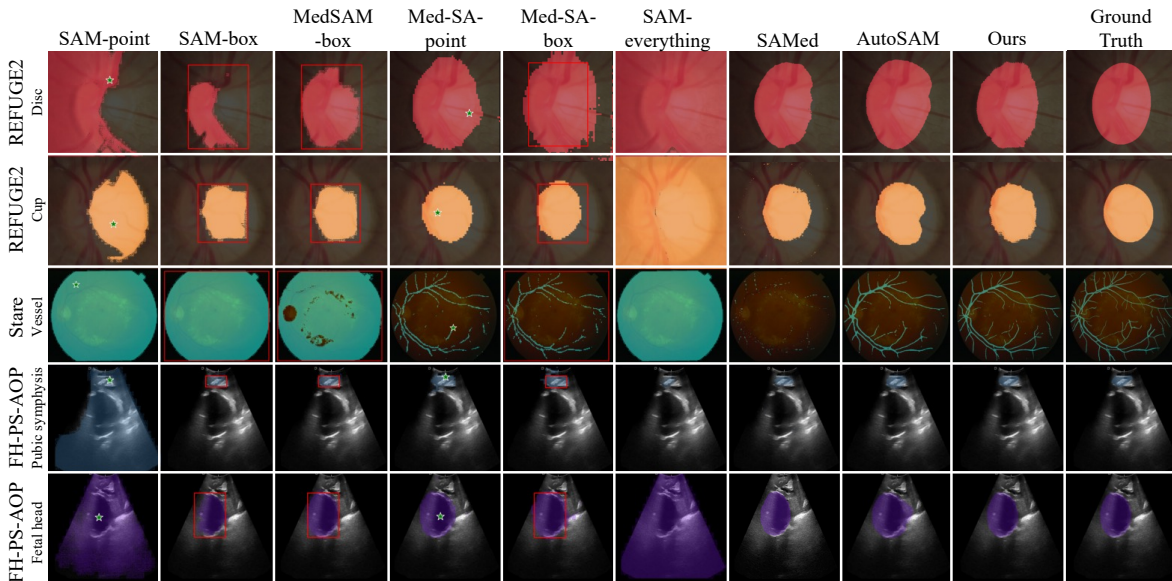 SAM-point
SAM-box
MedSAM
-box
Med-SA-
point
Med-SA-
box
SAM-
everything
SAMed
AutoSAM
Ours
Ground
Truth
REFUGE2
Disc
REFUGE2
Cup
Stare
Vessel
FH-PS-AOP
Pubic symphysis
FH-PS-AOP
Fetal head